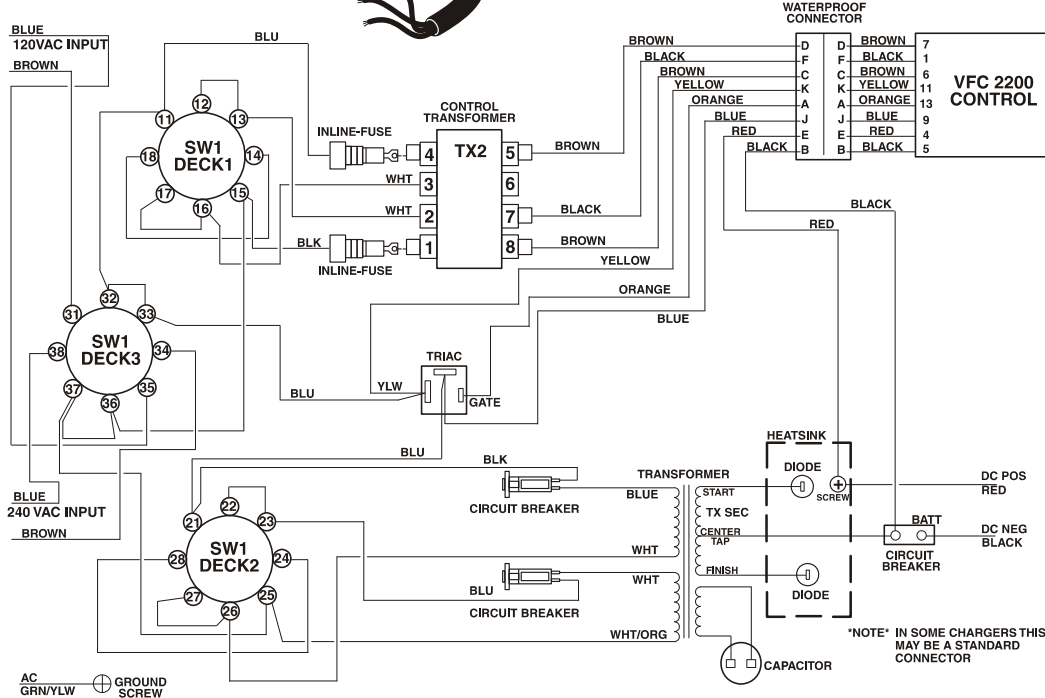 WATERPROOF
CONNECTOR
BLUE
120VAC INPUT
BROWN
BLU
BROWN D D BROWN 7
BLACK F F BLACK 1
BROWN C C BROWN 6
YELLOW K K YELLOW 11
ORANGE A A ORANGE 13
BLUE J J BLUE 9
RED E E RED 4
BLACK B B BLACK 5
VFC 2200
CONTROL
12
11
13
18
14
17
15
16
SW1
DECK1
CONTROL
TRANSFORMER
INLINE-FUSE
TX2
4
5
BROWN
WHT
3
6
WHT
2
7
BLACK
BLK
1
8
BROWN
INLINE-FUSE
YELLOW
ORANGE
BLUE
BLACK
RED
32
31
33
38
34
37
35
36
SW1
DECK3
TRIAC
YLW
GATE
BLU
BLU
BLUE
240 VAC INPUT
BROWN
BLK
CIRCUIT BREAKER
BLUE
WHT
WHT
BLU
CIRCUIT BREAKER
WHT/ORG
22
21
23
28
24
27
25
26
SW1
DECK2
TRANSFORMER
START
TX SEC
CENTER
TAP
FINISH
HEATSINK
DIODE
SCREW
DIODE
DC POS
RED
BATT
DC NEG
BLACK
CIRCUIT
BREAKER
CAPACITOR
*NOTE* IN SOME CHARGERS THIS
MAY BE A STANDARD
CONNECTOR
AC
GRN/YLW
GROUND
SCREW